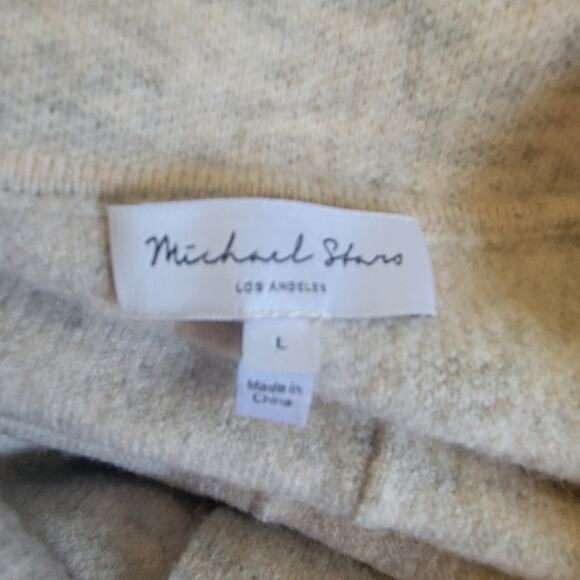 Michael Stars
LOS ANGELES
L
Made in
China